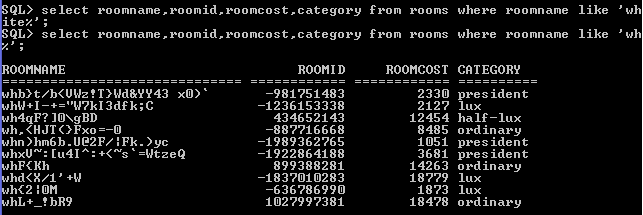 SQL> select roomname,roomid,roomcost,category from rooms where roomname like 'wh
ite%';
SQL> select roomname,roomid,roomcost,category from rooms where roomname like 'wh
%';
ROOMNAME ROOMID ROOMCOST CATEGORY
============================== =========== =========== ===========
whb>t/b<UWz!T>Wd&YY43 x0>` -981751483 2330 president
whW+I-+="W7kI3dfk;C -1236153338 2127 lux
wh4qF?]0\gBD 434652143 12454 half-lux
wh,<HJT<>Fxo=-0 -887716668 8485 ordinary
whn>hm6b.U@2F/¦Fk.>yc -1989362765 1051 president
whxU~:[u4I^:+<~s`=WtzeQ -1922864188 3681 president
whF<Kh 899388281 14263 ordinary
whd<X/1'+W -1837010283 18779 lux
wh<2¦0M -636786990 1873 lux
whL+_!bR9 1027997381 18478 ordinary